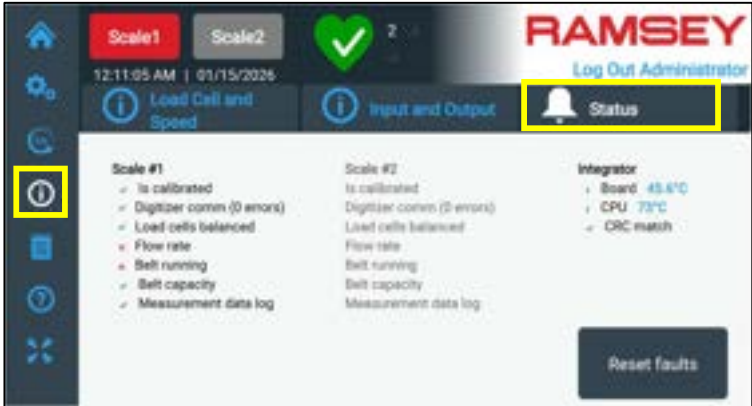 Scale1
Scale2
2
RAMSEY
12:11:05 AM | 01/15/2026
Log Out Administrator
Load Cell and Speed
Input and Output
Status
Scale #1
Is calibrated
Digitizer comm (0 errors)
Load cells balanced
Flow rate
Belt running
Belt capacity
Measurement data log
Scale #2
Is calibrated
Digitizer comm (0 errors)
Load cells balanced
Flow rate
Belt running
Belt capacity
Measurement data log
Integrator
Board 45.6°C
CPU 73°C
CRC match
Reset faults